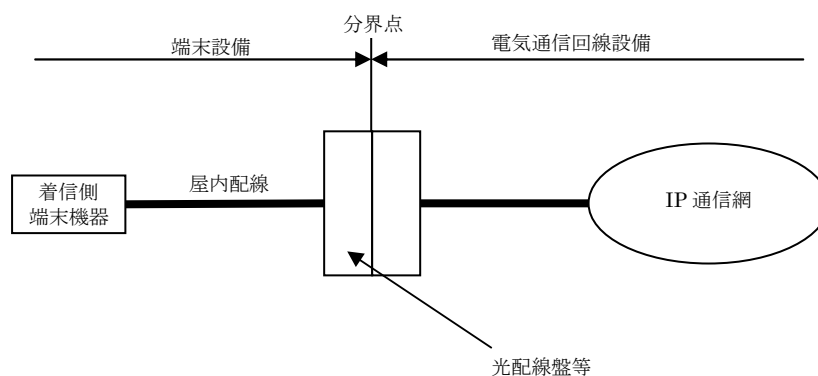 分界点
端末設備
電気通信回線設備
着信側
端末機器
屋内配線
IP 通信網
光配線盤等